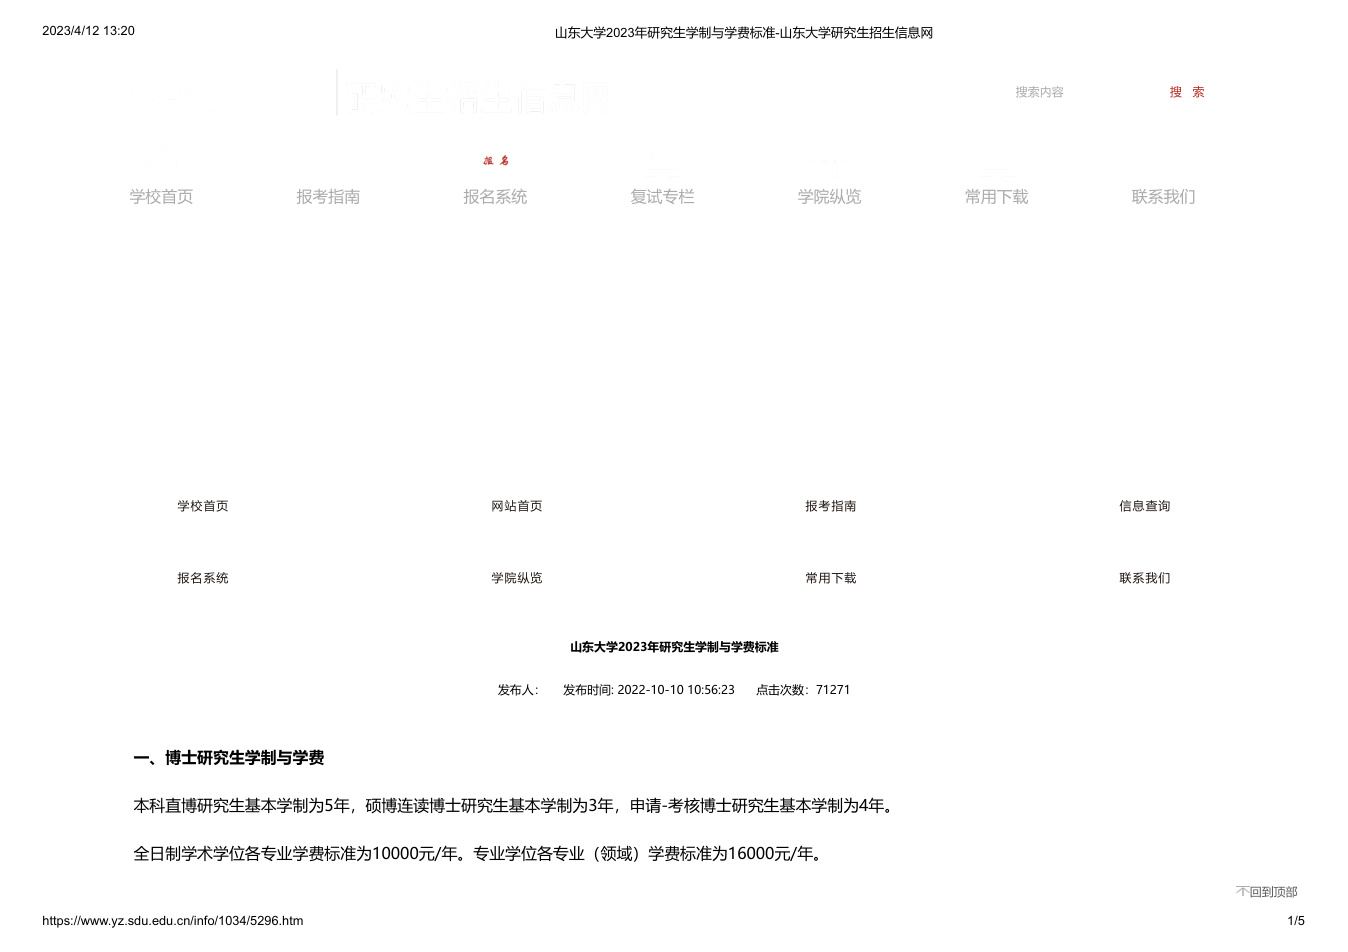 2023/4/12 13:20
山东大学2023年研究生学制与学费标准-山东大学研究生招生信息网
研究生招生信息网
搜索内容
搜 索
报 名
学校首页
报考指南
报名系统
复试专栏
学院纵览
常用下载
联系我们
学校首页
网站首页
报考指南
信息查询
报名系统
学院纵览
常用下载
联系我们
山东大学2023年研究生学制与学费标准
发布人： 发布时间: 2022-10-10 10:56:23 点击次数：71271
一、博士研究生学制与学费
本科直博研究生基本学制为5年，硕博连读博士研究生基本学制为3年，申请-考核博士研究生基本学制为4年。
全日制学术学位各专业学费标准为10000元/年。专业学位各专业（领域）学费标准为16000元/年。
回到顶部
https://www.yz.sdu.edu.cn/info/1034/5296.htm
1/5